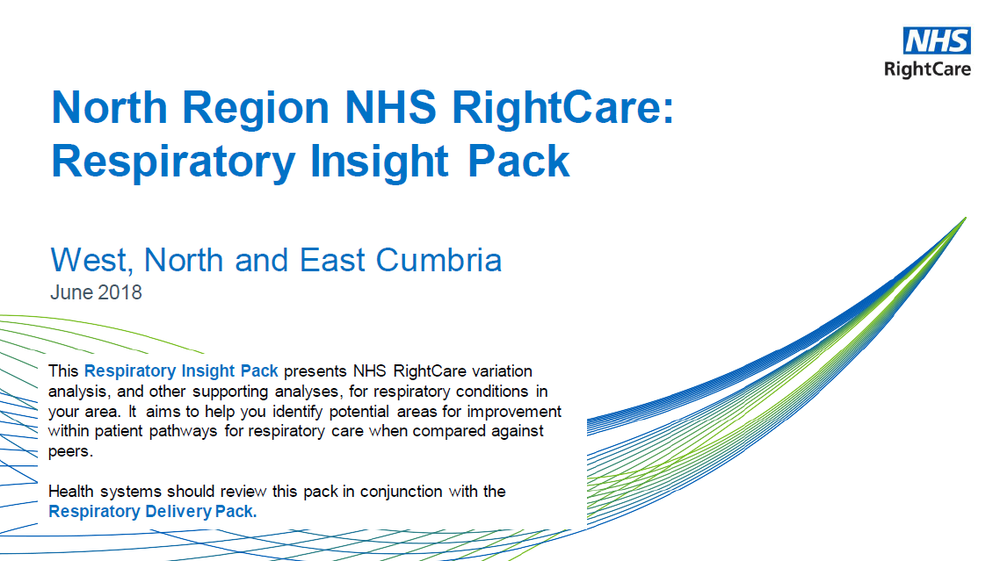 NHS
RightCare
North Region NHS RightCare:
Respiratory Insight Pack
West, North and East Cumbria
June 2018
This Respiratory Insight Pack presents NHS RightCare variation
analysis, and other supporting analyses, for respiratory conditions in
your area. It aims to help you identify potential areas for improvement
within patient pathways for respiratory care when compared against
peers.
Health systems should review this pack in conjunction with the
Respiratory Delivery Pack.